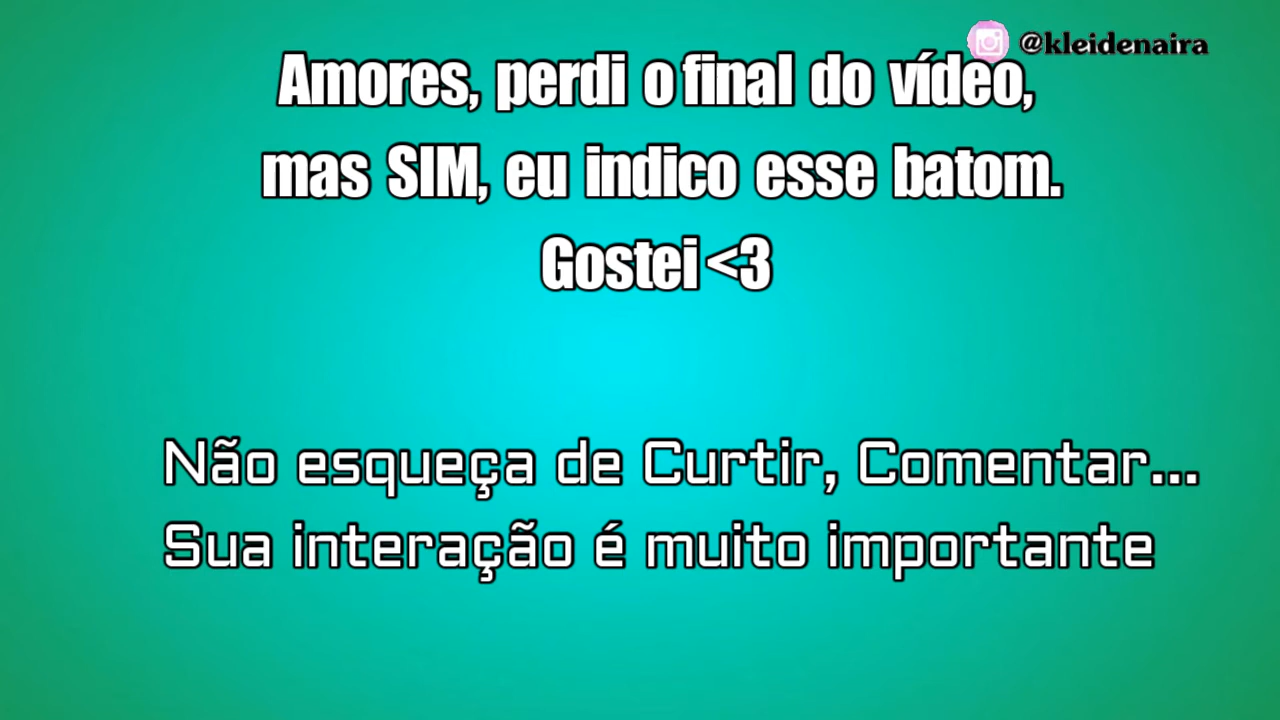 @kleidenaira
Amores, perdi o final do vídeo,
mas SIM, eu indico esse batom.
Gostei <3
Não esqueça de Curtir, Comentar...
Sua interação é muito importante